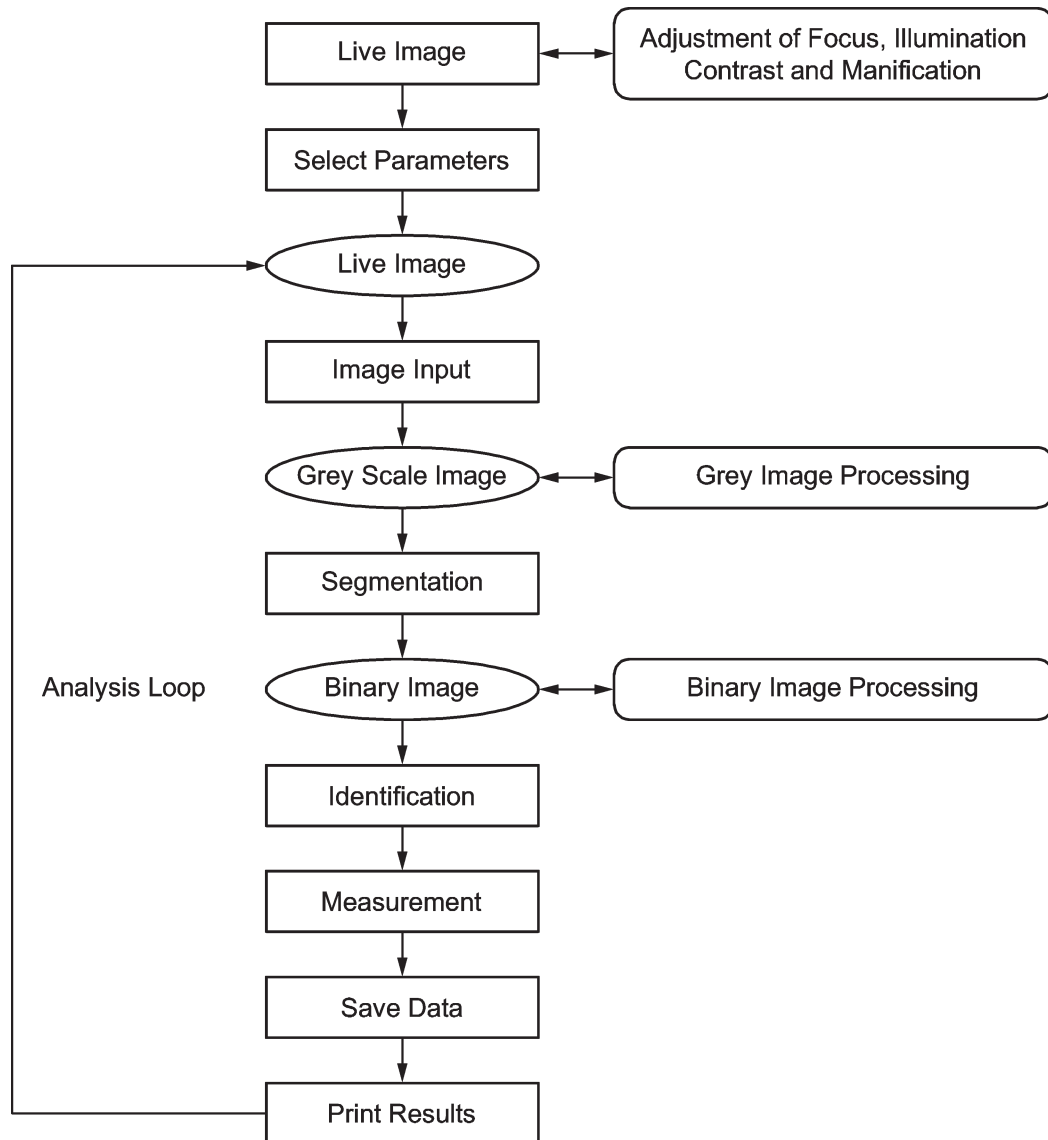 Live Image
Adjustment of Focus, Illumination
Contrast and Manification
Select Parameters
Live Image
Image Input
Grey Scale Image
Grey Image Processing
Segmentation
Analysis Loop
Binary Image
Binary Image Processing
Identification
Measurement
Save Data
Print Results